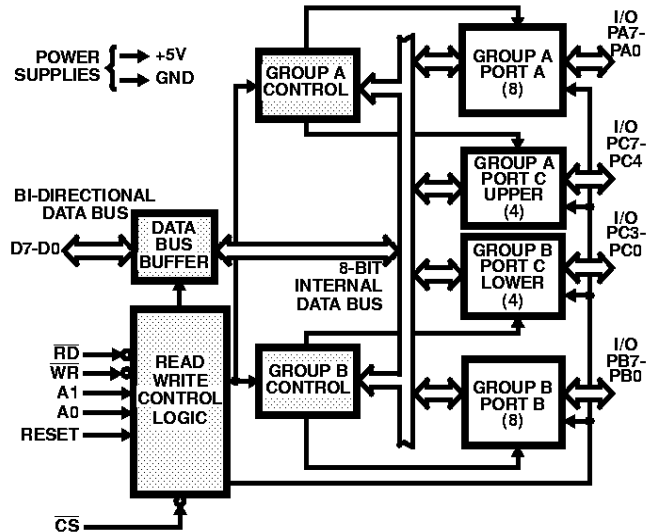 POWER
SUPPLIES
+5V
GND
GROUP A
CONTROL
GROUP A
PORT A
(8)
I/O
PA7-
PA0
GROUP A
PORT C
UPPER
(4)
I/O
PC7-
PC4
BI-DIRECTIONAL
DATA BUS
D7-D0
DATA
BUS
BUFFER
8-BIT
INTERNAL
DATA BUS
GROUP B
PORT C
LOWER
(4)
I/O
PC3-
PC0
RD
WR
A1
A0
RESET
READ
WRITE
CONTROL
LOGIC
GROUP B
CONTROL
GROUP B
PORT B
(8)
I/O
PB7-
PB0
CS